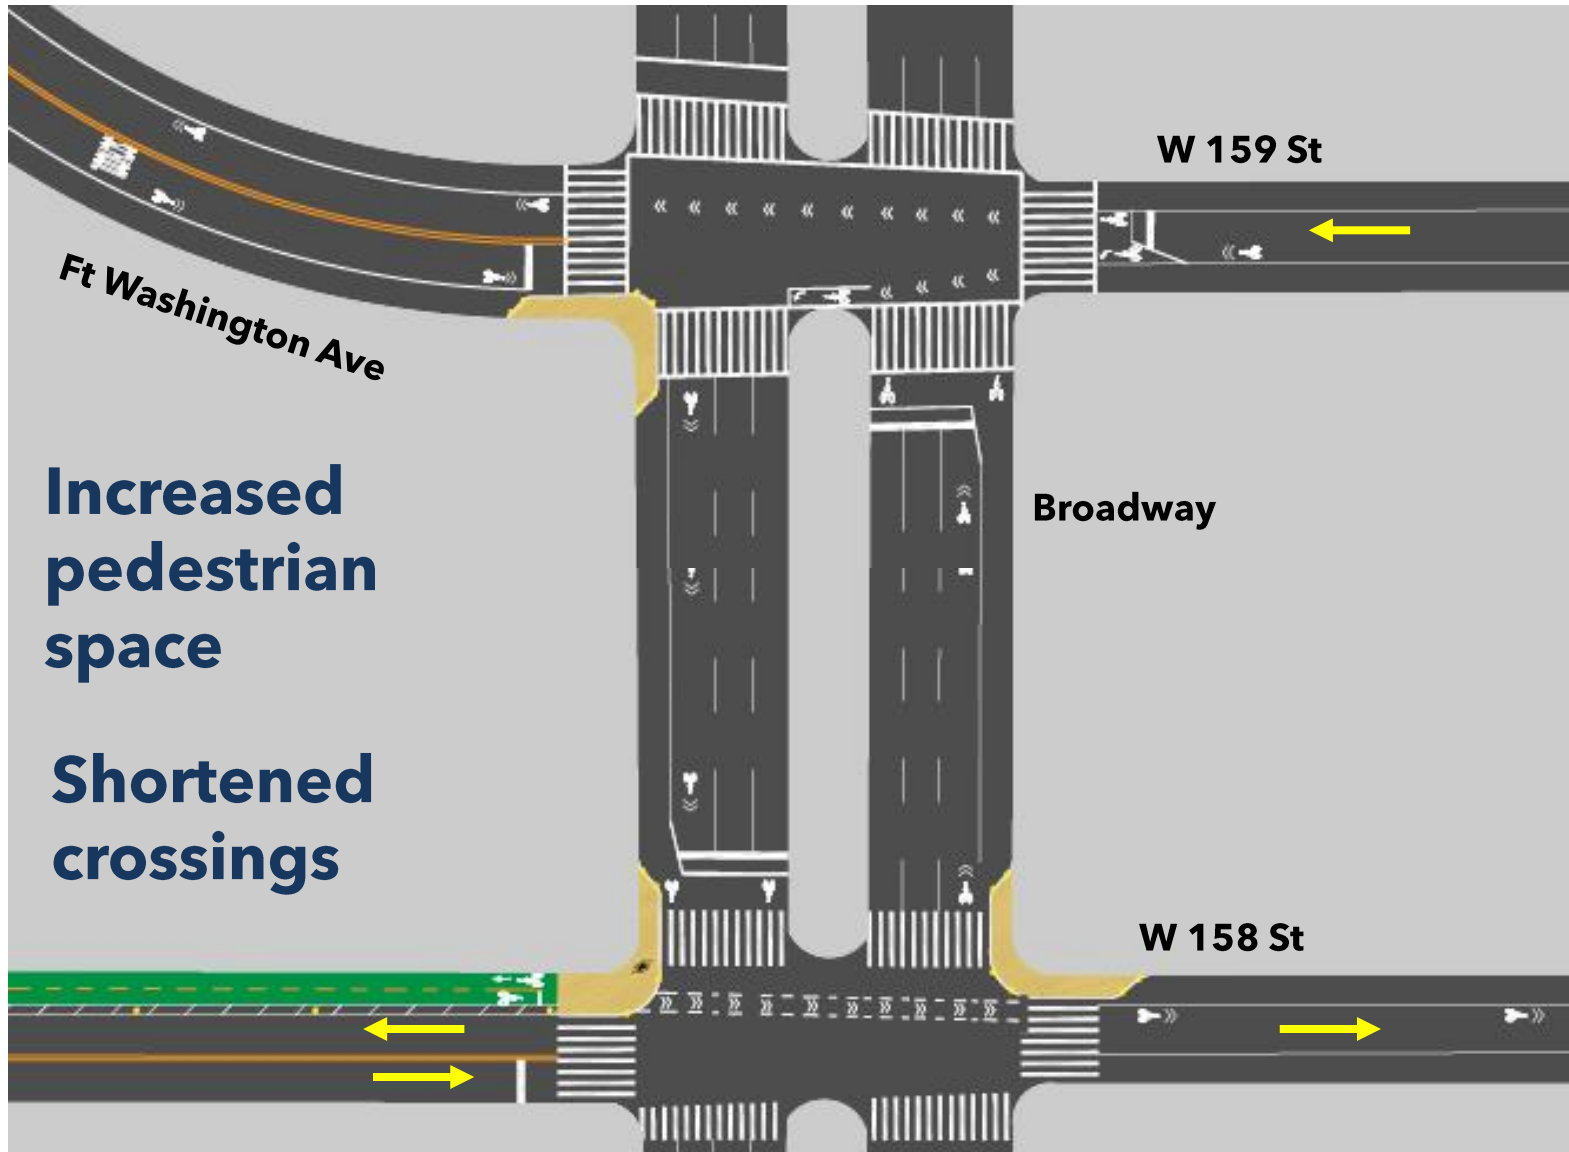 W 159 St
Ft Washington Ave
Increased
pedestrian
space
Broadway
Shortened
crossings
W 158 St